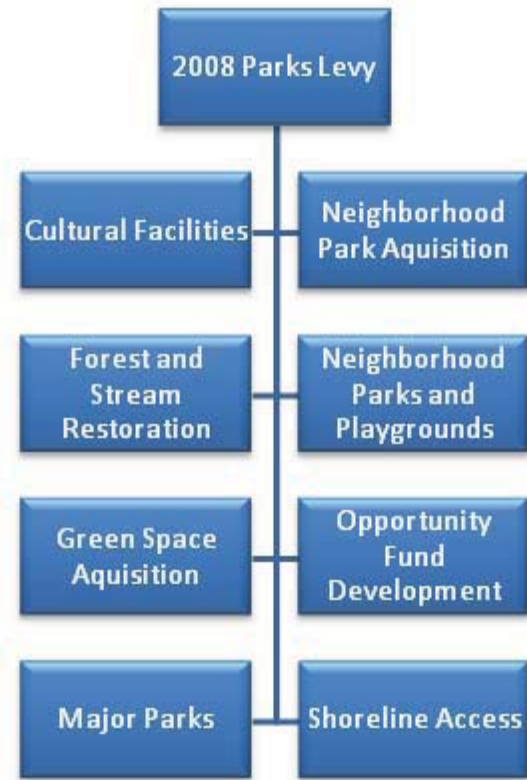 2008 Parks Levy
Cultural Facilities
Neighborhood
Park Aquisition
Forest and
Stream
Restoration
Neighborhood
Parks and
Playgrounds
Green Space
Aquisition
Opportunity
Fund
Development
Major Parks
Shoreline Access